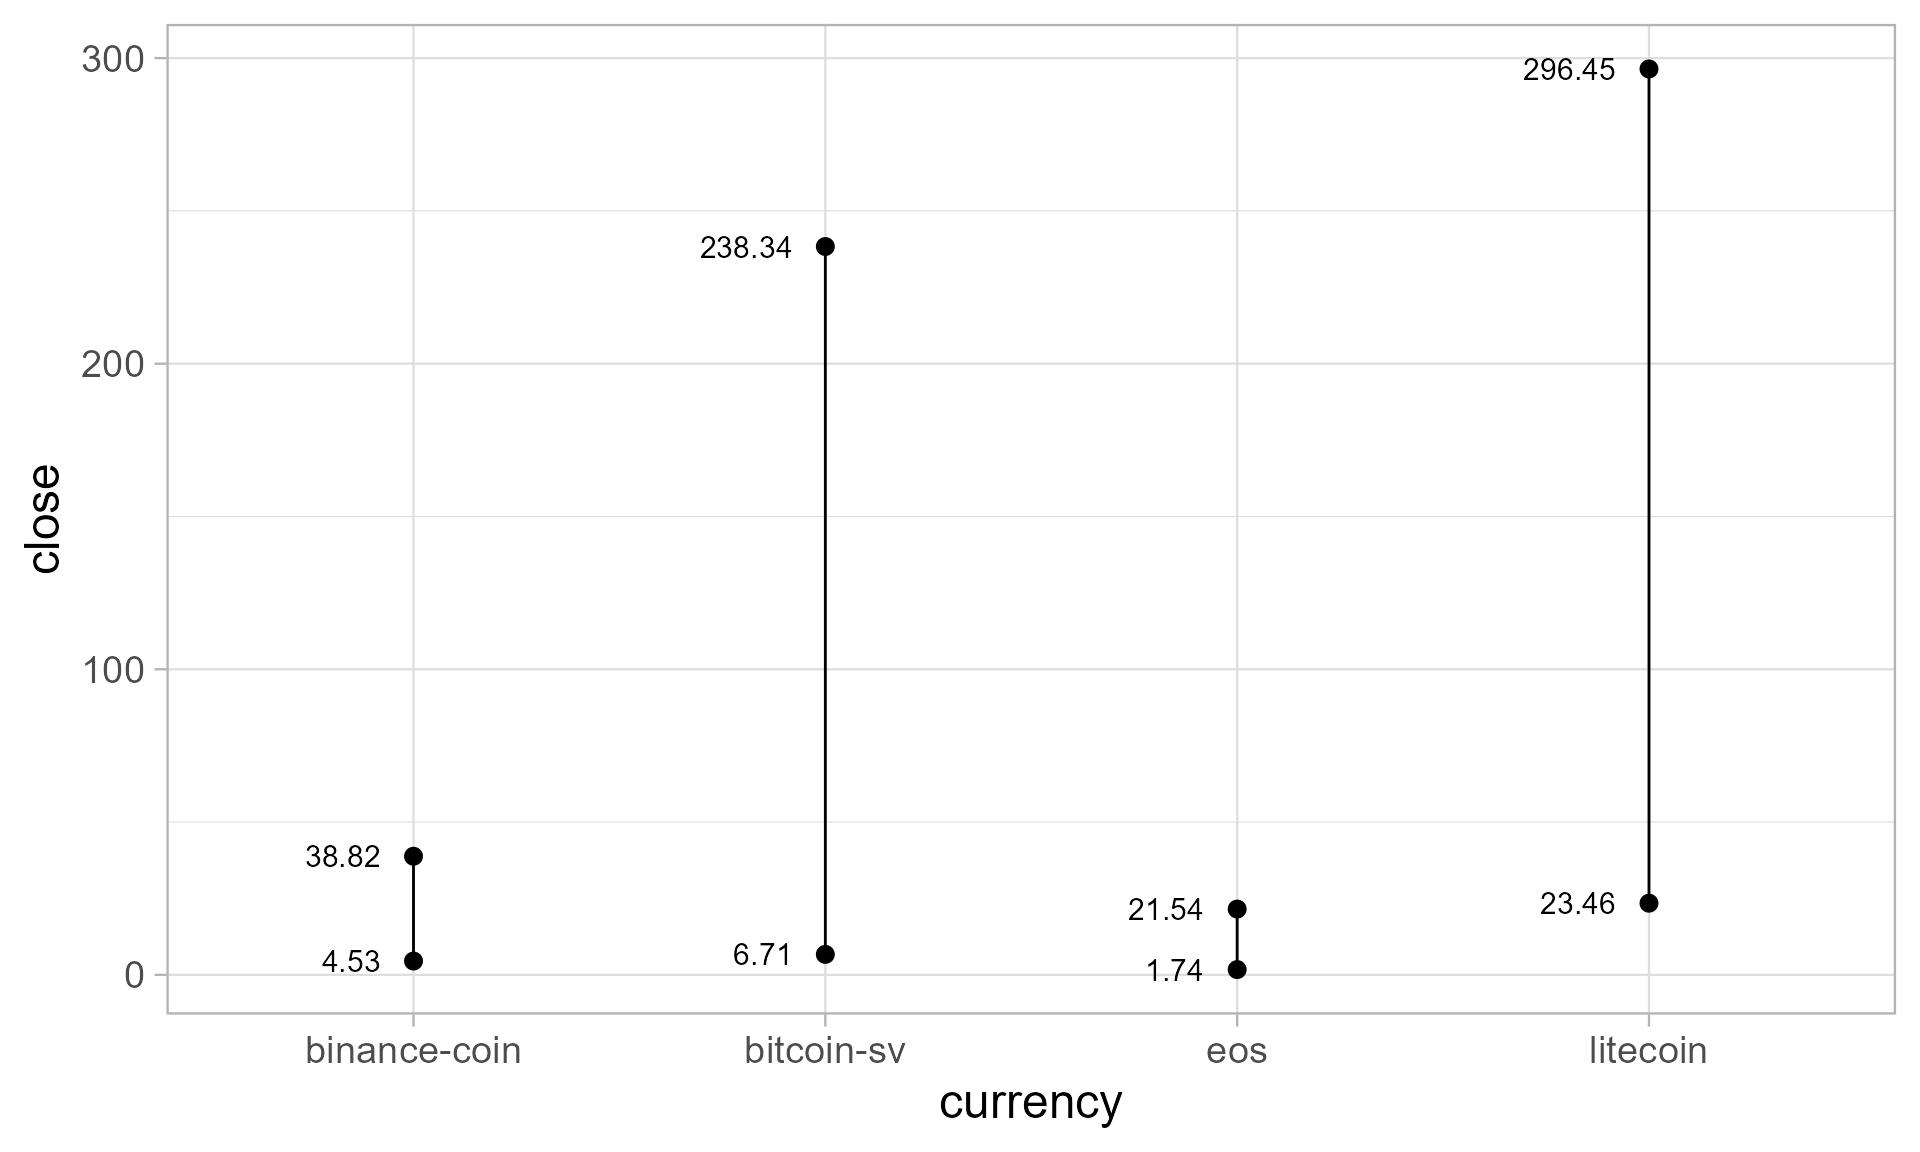 300
200
100
0
close
296.45
238.34
38.82
21.54
23.46
4.53
6.71
1.74
binance-coin
bitcoin-sv
eos
litecoin
currency